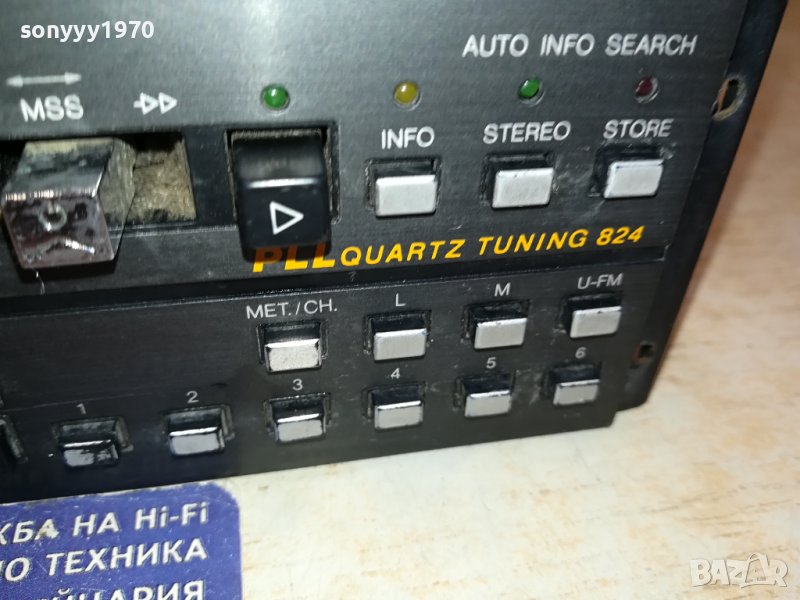 sonyyy1970
AUTO INFO SEARCH
MSS
INFO STEREO STORE
PLL QUARTZ TUNING 824
MET./CH. L M U-FM
1 2 3 4 5 6
НА Hi-Fi
ТЕХНИКА
BAZAR